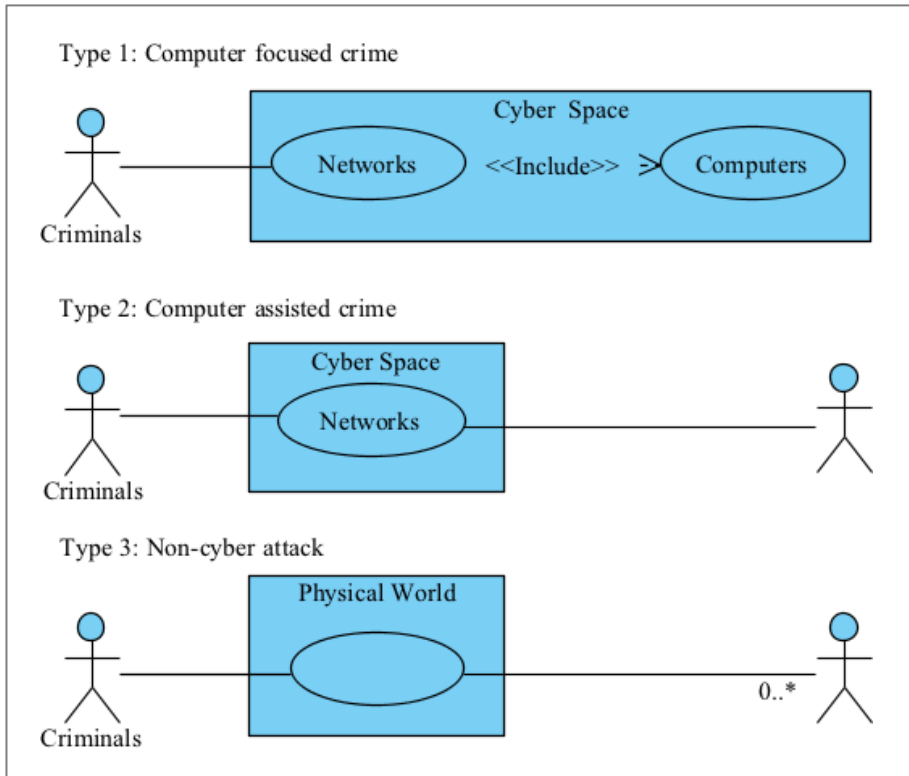 Type 1: Computer focused crime
Cyber Space
Networks
<<Include>>
Computers
Criminals
Type 2: Computer assisted crime
Cyber Space
Networks
Criminals
Type 3: Non-cyber attack
Physical World
0..*
Criminals